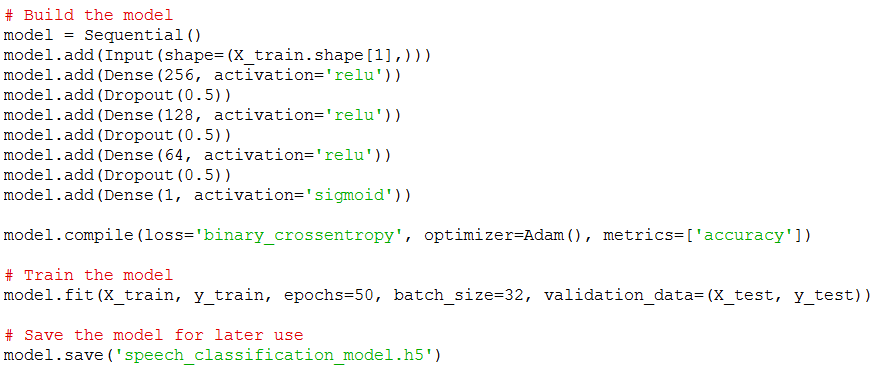 # Build the model
model = Sequential()
model.add(Input(shape=(X_train.shape[1],)))
model.add(Dense(256, activation='relu'))
model.add(Dropout(0.5))
model.add(Dense(128, activation='relu'))
model.add(Dropout(0.5))
model.add(Dense(64, activation='relu'))
model.add(Dropout(0.5))
model.add(Dense(1, activation='sigmoid'))

model.compile(loss='binary_crossentropy', optimizer=Adam(), metrics=['accuracy'])

# Train the model
model.fit(X_train, y_train, epochs=50, batch_size=32, validation_data=(X_test, y_test))

# Save the model for later use
model.save('speech_classification_model.h5')